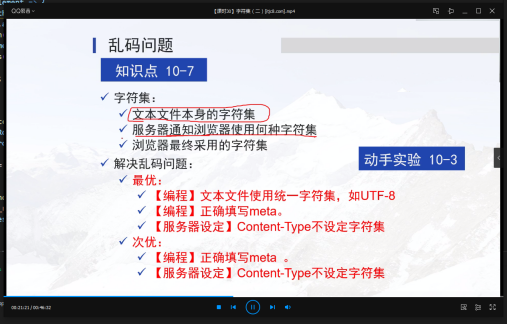 QQ影音
【课时30】字符集（二）[itjc8.com].mp4
乱码问题
知识点 10-7
字符集：
文本文件本身的字符集
服务器通知浏览器使用何种字符集
浏览器最终采用的字符集
动手实验 10-3
解决乱码问题：
最优：
【编程】文本文件使用统一字符集，如UTF-8
【编程】正确填写meta。
【服务器设定】Content-Type不设定字符集
次优：
【编程】正确填写meta 。
【服务器设定】Content-Type不设定字符集
00:21:21 / 00:46:32